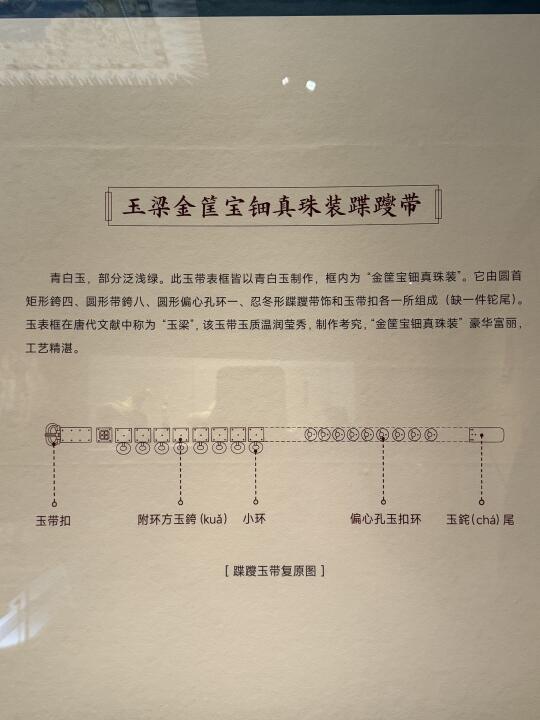 玉梁金筐宝钿真珠装蹀躞带
青白玉，部分泛浅绿。此玉带表框皆以青白玉制作，框内为“金筐宝钿真珠装”。它由圆首
矩形銙四、圆形带銙八、圆形偏心孔环一、忍冬形蹀躞带饰和玉带扣各一所组成（缺一件铊尾）。
玉表框在唐代文献中称为“玉梁”，该玉带玉质温润莹秀，制作考究，“金筐宝钿真珠装”豪华富丽，
工艺精湛。
玉带扣 附环方玉銙(kuǎ) 小环 偏心孔玉扣环 玉鉈(chá)尾
[ 蹀躞玉带复原图 ]